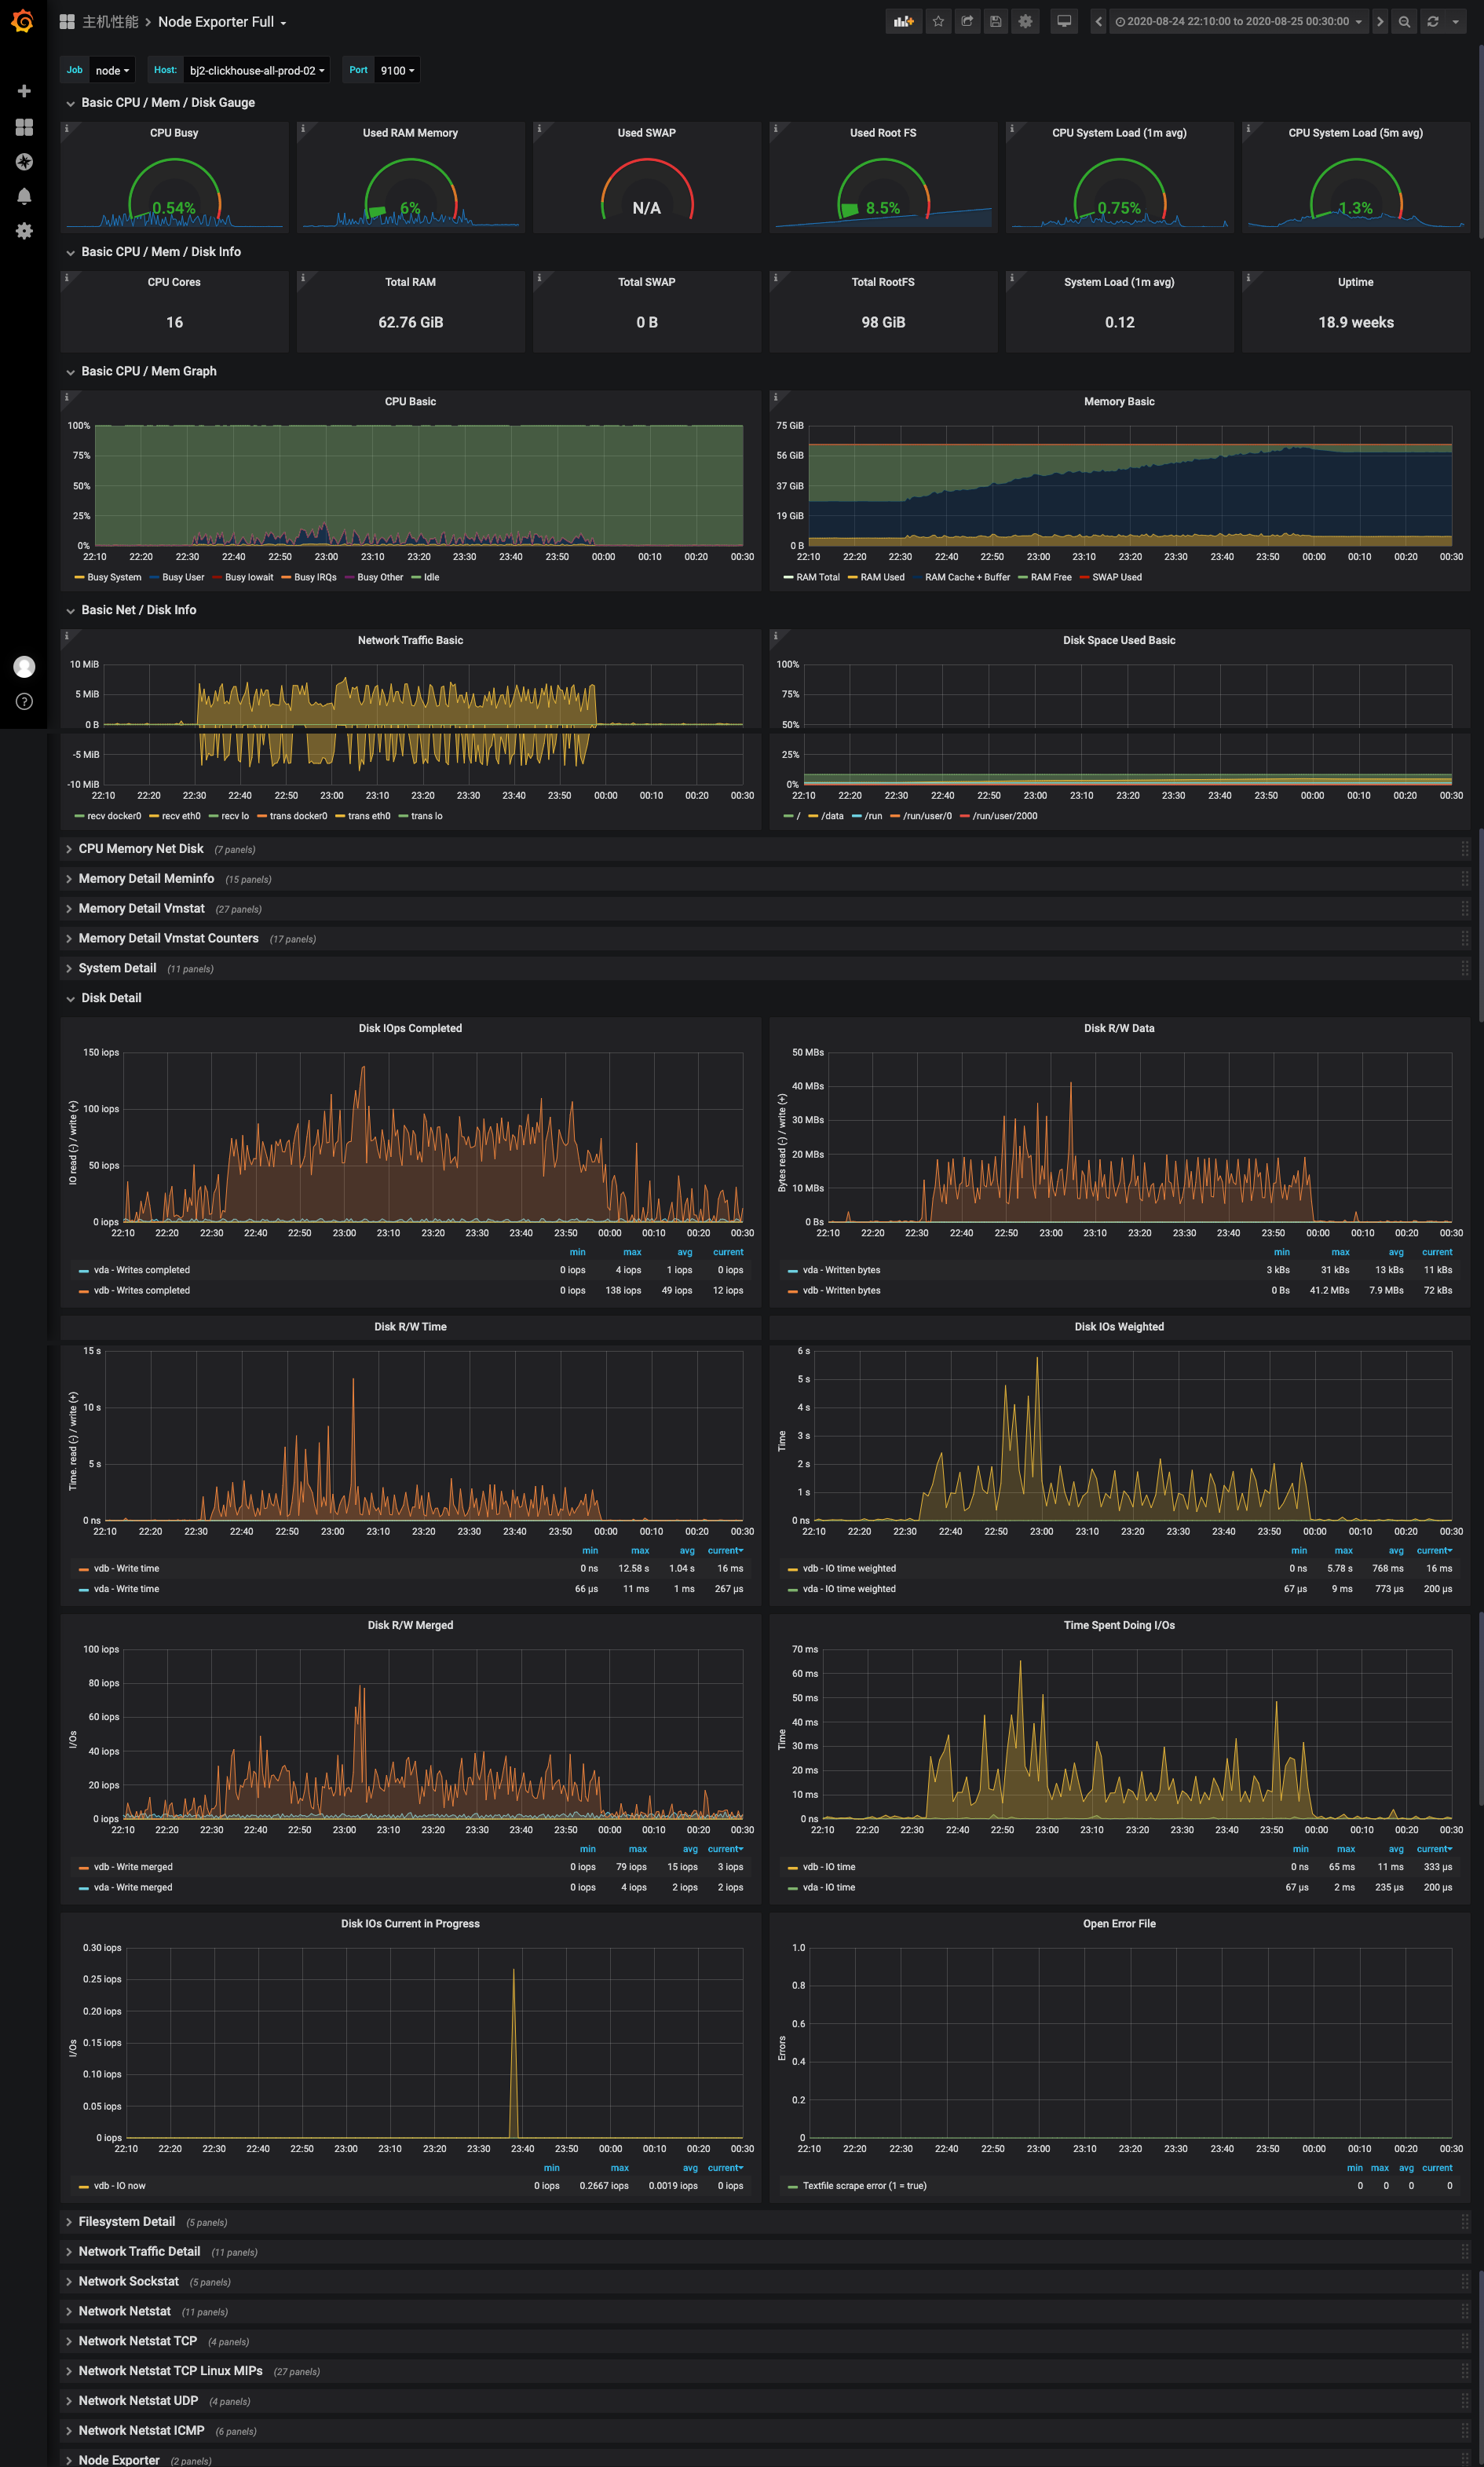 主机性能 > Node Exporter Full
2020-08-24 22:10:00 to 2020-08-25 00:30:00
Job node Host: bj2-clickhouse-all-prod-02 Port 9100
Basic CPU / Mem / Disk Gauge
CPU Busy Used RAM Memory Used SWAP Used Root FS CPU System Load (1m avg) CPU System Load (5m avg)
0.54% 6% N/A 8.5% 0.75% 1.3%
Basic CPU / Mem / Disk Info
CPU Cores Total RAM Total SWAP Total RootFS System Load (1m avg) Uptime
16 62.76 GiB 0 B 98 GiB 0.12 18.9 weeks
Basic CPU / Mem Graph
CPU Basic
100%
75%
50%
25%
0%
22:10 22:20 22:30 22:40 22:50 23:00 23:10 23:20 23:30 23:40 23:50 00:00 00:10 00:20 00:30
Busy System Busy User Busy Iowait Busy IRQs Busy Other Idle
Memory Basic
75 GiB
56 GiB
37 GiB
19 GiB
0 B
22:10 22:20 22:30 22:40 22:50 23:00 23:10 23:20 23:30 23:40 23:50 00:00 00:10 00:20 00:30
RAM Total RAM Used RAM Cache + Buffer RAM Free SWAP Used
Basic Net / Disk Info
Network Traffic Basic
10 MiB
5 MiB
0 B
-5 MiB
-10 MiB
22:10 22:20 22:30 22:40 22:50 23:00 23:10 23:20 23:30 23:40 23:50 00:00 00:10 00:20 00:30
recv docker0 recv eth0 recv lo trans docker0 trans eth0 trans lo
Disk Space Used Basic
100%
75%
50%
25%
0%
22:10 22:20 22:30 22:40 22:50 23:00 23:10 23:20 23:30 23:40 23:50 00:00 00:10 00:20 00:30
/ /data /run /run/user/0 /run/user/2000
CPU Memory Net Disk (7 panels)
Memory Detail Meminfo (15 panels)
Memory Detail Vmstat (27 panels)
Memory Detail Vmstat Counters (17 panels)
System Detail (11 panels)
Disk Detail
Disk IOps Completed
IO read (-) / write (+)
150 iops
100 iops
50 iops
0 iops
22:10 22:20 22:30 22:40 22:50 23:00 23:10 23:20 23:30 23:40 23:50 00:00 00:10 00:20 00:30
min max avg current
vda - Writes completed 0 iops 4 iops 1 iops 0 iops
vdb - Writes completed 0 iops 138 iops 49 iops 12 iops
Disk R/W Data
Bytes read (-) / write (+)
50 MBs
40 MBs
30 MBs
20 MBs
10 MBs
0 Bs
22:10 22:20 22:30 22:40 22:50 23:00 23:10 23:20 23:30 23:40 23:50 00:00 00:10 00:20 00:30
min max avg current
vda - Written bytes 3 kBs 31 kBs 13 kBs 11 kBs
vdb - Written bytes 0 Bs 41.2 MBs 7.9 MBs 72 kBs
Disk R/W Time
Time. read (-) / write (+)
15 s
10 s
5 s
0 ns
22:10 22:20 22:30 22:40 22:50 23:00 23:10 23:20 23:30 23:40 23:50 00:00 00:10 00:20 00:30
min max avg current
vdb - Write time 0 ns 12.58 s 1.04 s 16 ms
vda - Write time 66 µs 11 ms 1 ms 267 µs
Disk IOs Weighted
Time
6 s
5 s
4 s
3 s
2 s
1 s
0 ns
22:10 22:20 22:30 22:40 22:50 23:00 23:10 23:20 23:30 23:40 23:50 00:00 00:10 00:20 00:30
min max avg current
vdb - IO time weighted 0 ns 5.78 s 768 ms 16 ms
vda - IO time weighted 67 µs 9 ms 773 µs 200 µs
Disk R/W Merged
I/Os
100 iops
80 iops
60 iops
40 iops
20 iops
0 iops
22:10 22:20 22:30 22:40 22:50 23:00 23:10 23:20 23:30 23:40 23:50 00:00 00:10 00:20 00:30
min max avg current
vdb - Write merged 0 iops 79 iops 15 iops 3 iops
vda - Write merged 0 iops 4 iops 2 iops 2 iops
Time Spent Doing I/Os
Time
70 ms
60 ms
50 ms
40 ms
30 ms
20 ms
10 ms
0 ns
22:10 22:20 22:30 22:40 22:50 23:00 23:10 23:20 23:30 23:40 23:50 00:00 00:10 00:20 00:30
min max avg current
vdb - IO time 0 ns 65 ms 11 ms 333 µs
vda - IO time 67 µs 2 ms 235 µs 200 µs
Disk IOs Current in Progress
I/Os
0.30 iops
0.25 iops
0.20 iops
0.15 iops
0.10 iops
0.05 iops
0 iops
22:10 22:20 22:30 22:40 22:50 23:00 23:10 23:20 23:30 23:40 23:50 00:00 00:10 00:20 00:30
min max avg current
vdb - IO now 0 iops 0.2667 iops 0.0019 iops 0 iops
Open Error File
Errors
1.0
0.8
0.6
0.4
0.2
0
22:10 22:20 22:30 22:40 22:50 23:00 23:10 23:20 23:30 23:40 23:50 00:00 00:10 00:20 00:30
min max avg current
Textfile scrape error (1 = true) 0 0 0 0
Filesystem Detail (5 panels)
Network Traffic Detail (11 panels)
Network Sockstat (5 panels)
Network Netstat (11 panels)
Network Netstat TCP (4 panels)
Network Netstat TCP Linux MIPs (27 panels)
Network Netstat UDP (4 panels)
Network Netstat ICMP (6 panels)
Node Exporter (2 panels)